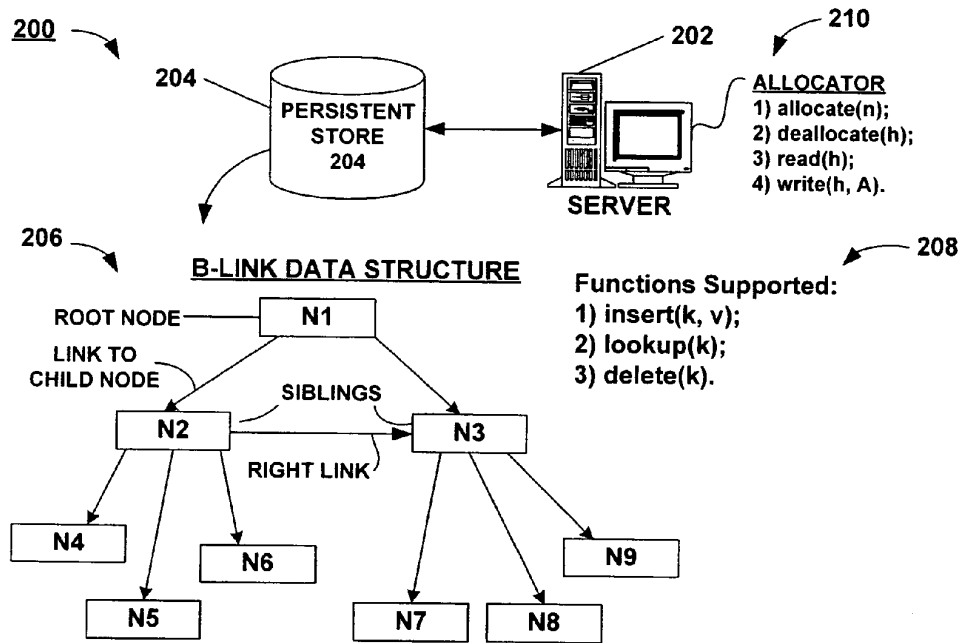 200
204
PERSISTENT
STORE
204
202
SERVER
210
ALLOCATOR
1) allocate(n);
2) deallocate(h);
3) read(h);
4) write(h, A).
206
B-LINK DATA STRUCTURE
ROOT NODE
N1
LINK TO
CHILD NODE
SIBLINGS
N2
N3
RIGHT LINK
N4
N5
N6
N7
N8
N9
208
Functions Supported:
1) insert(k, v);
2) lookup(k);
3) delete(k).